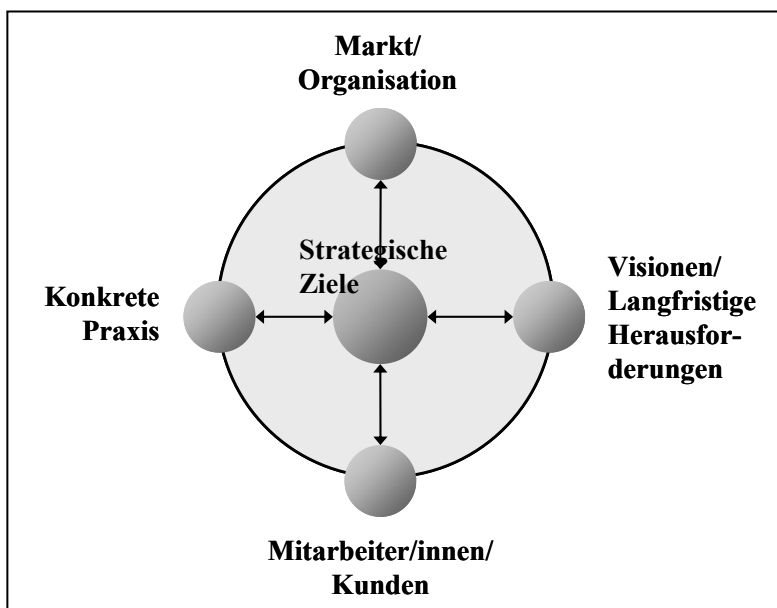 Markt/
Organisation
Strategische
Ziele
Konkrete
Praxis
Visionen/
Langfristige
Herausfor-
derungen
Mitarbeiter/innen/
Kunden